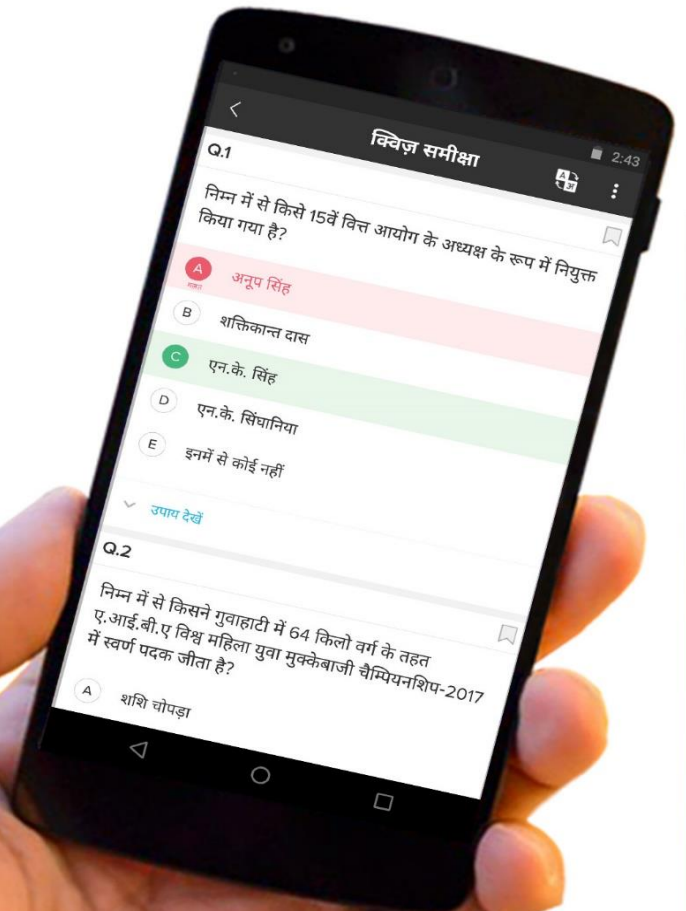 2:43
क्विज़ समीक्षा
A
अ
Q.1
निम्न में से किसे 15वें वित्त आयोग के अध्यक्ष के रूप में नियुक्त
किया गया है?
A अनूप सिंह
B शक्तिकान्त दास
C एन.के. सिंह
D एन.के. सिंघानिया
E इनमें से कोई नहीं
उपाय देखें
Q.2
निम्न में से किसने गुवाहाटी में 64 किलो वर्ग के तहत
ए.आई.बी.ए विश्व महिला युवा मुक्केबाजी चैम्पियनशिप-2017
में स्वर्ण पदक जीता है?
A शशि चोपड़ा